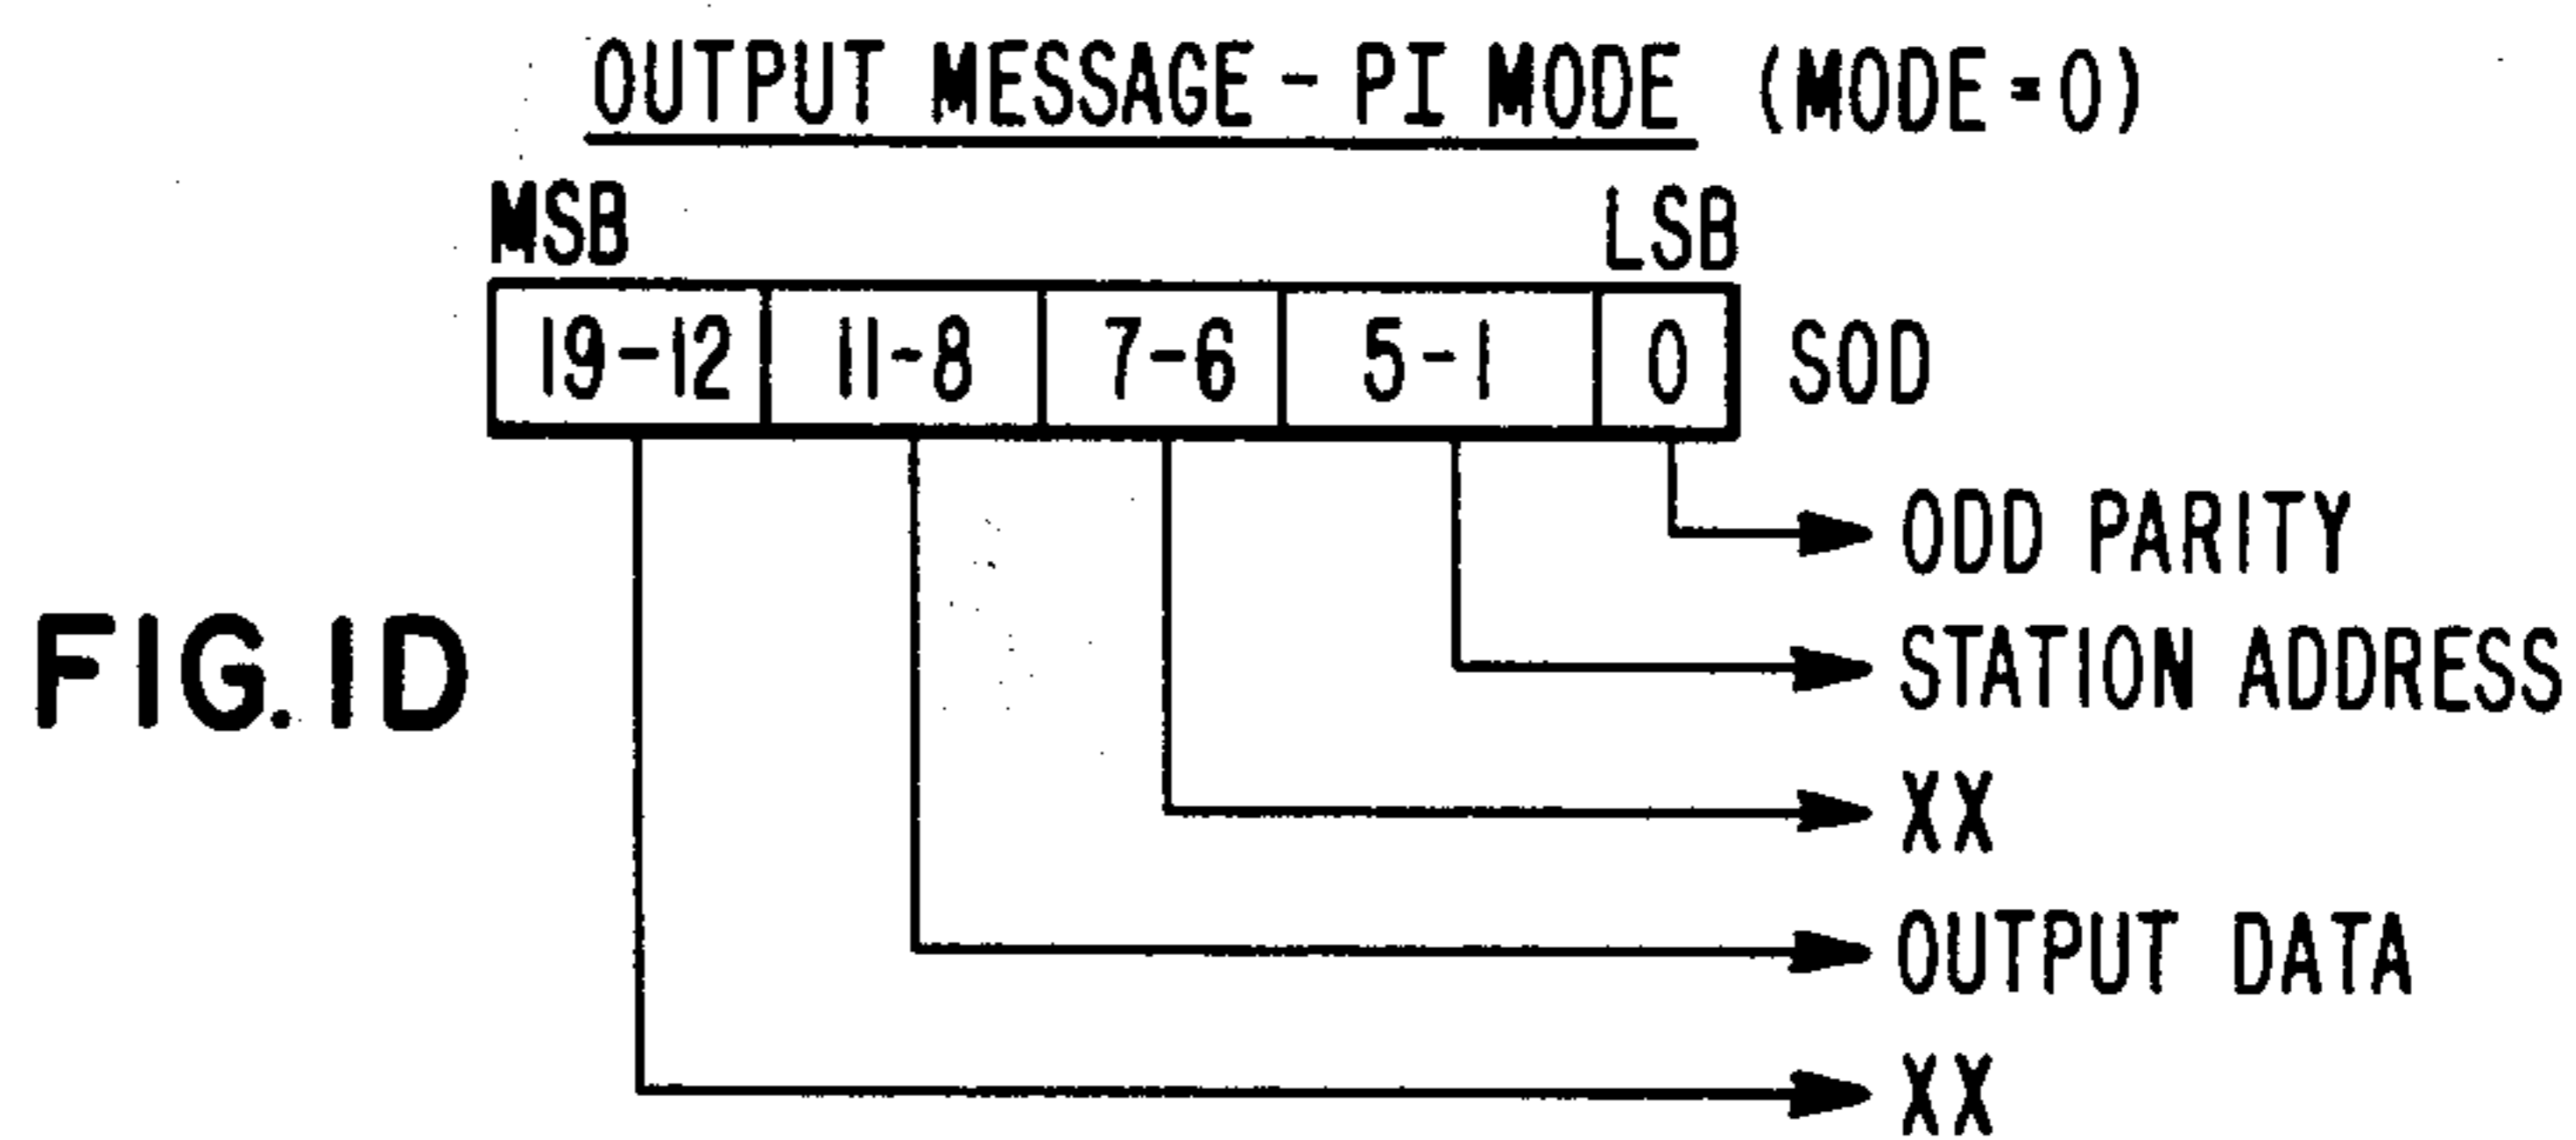 OUTPUT MESSAGE - PI MODE (MODE = 0)
MSB LSB
19-12 11-8 7-6 5-1 0 SOD
ODD PARITY
STATION ADDRESS
FIG. 1D
XX
OUTPUT DATA
XX